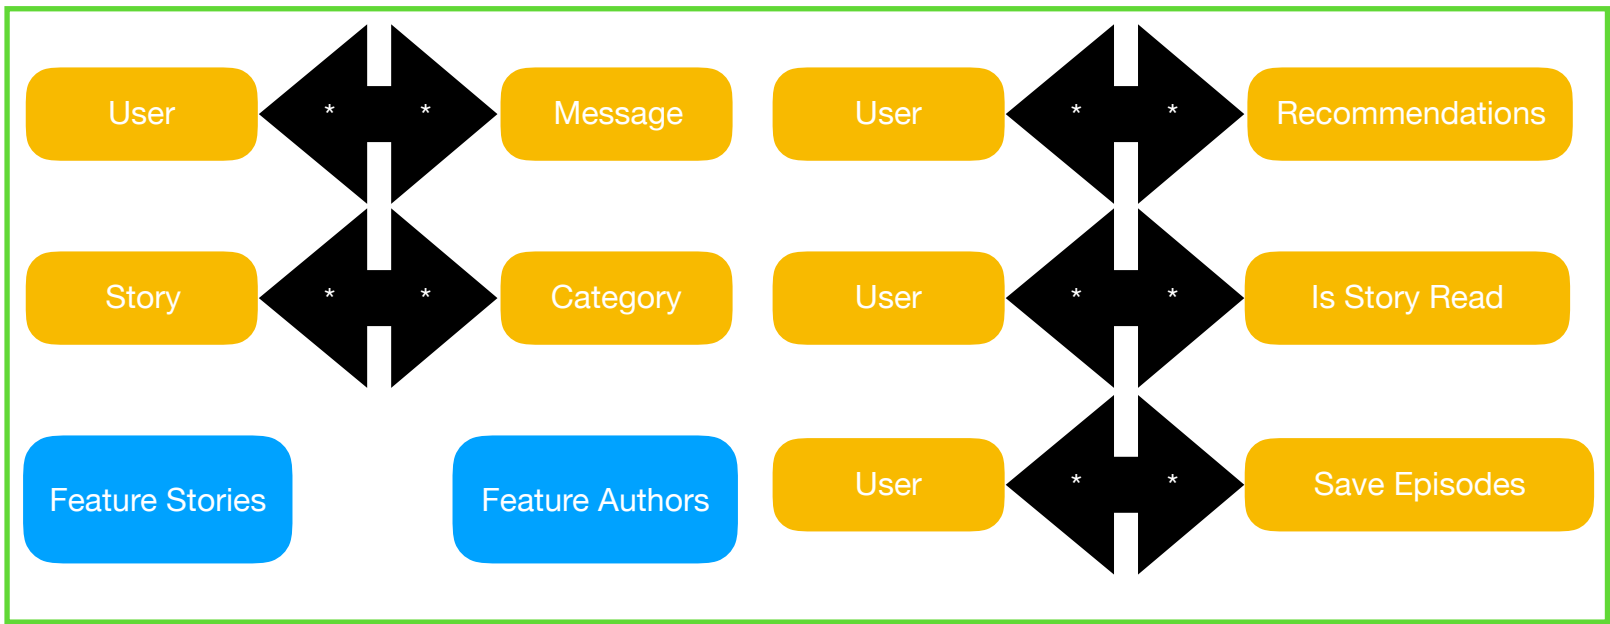 User * * Message
User * * Recommendations
Story * * Category
User * * Is Story Read
Feature Stories
Feature Authors
User * * Save Episodes